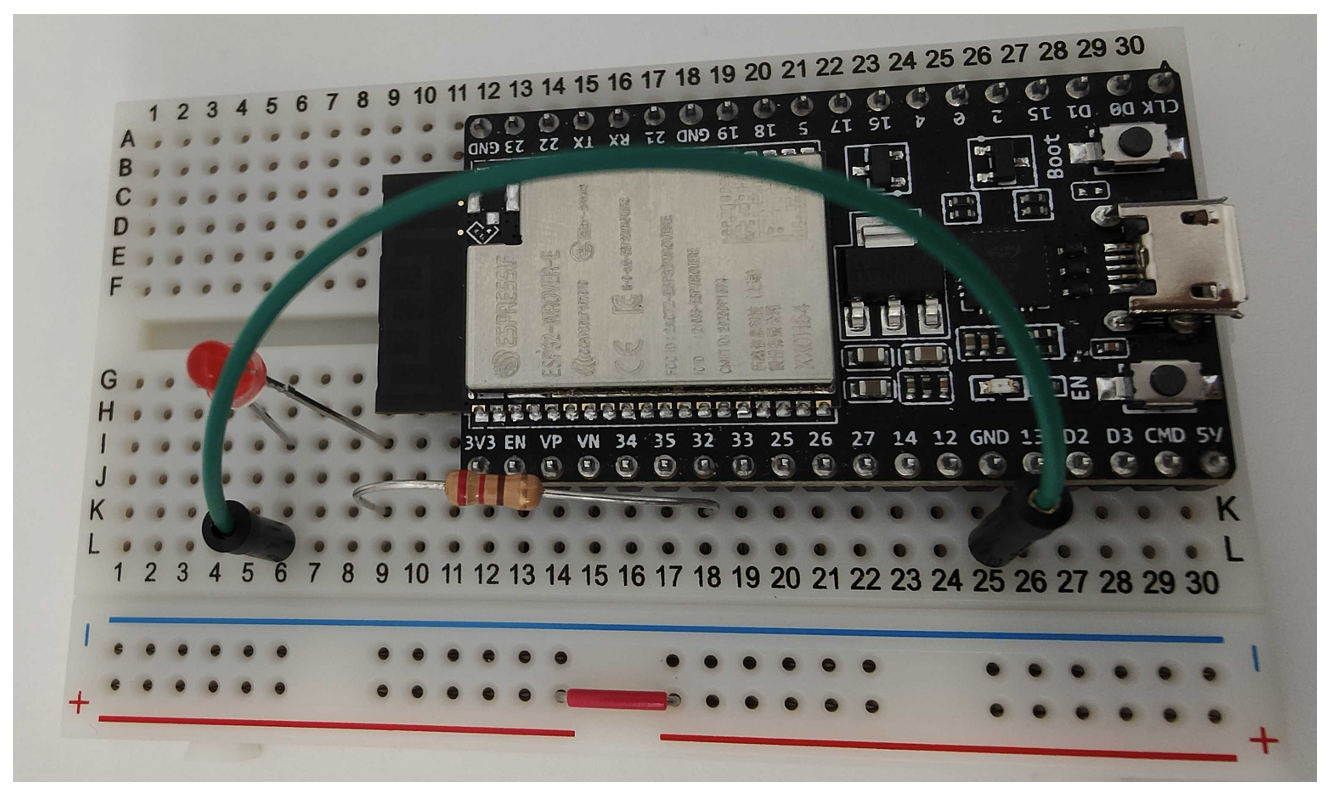 1 2 3 4 5 6 7 8 9 10 11 12 13 14 15 16 17 18 19 20 21 22 23 24 25 26 27 28 29 30
A
B
C
D
E
F
GND 23 22 TX RX 21 GND 19 18 5 17 16 4 0 2 15 D1 D0 CLK
Boot
ESPRESSIF
ESP32-WROVER-E
CE
XX0H64
EN
3V3 EN VP VN 34 35 32 33 25 26 27 14 12 GND 13 D2 D3 CMD 5V
G
H
I
J
K
L
K
L
1 2 3 4 5 6 7 8 9 10 11 12 13 14 15 16 17 18 19 20 21 22 23 24 25 26 27 28 29 30
-
-
+
+